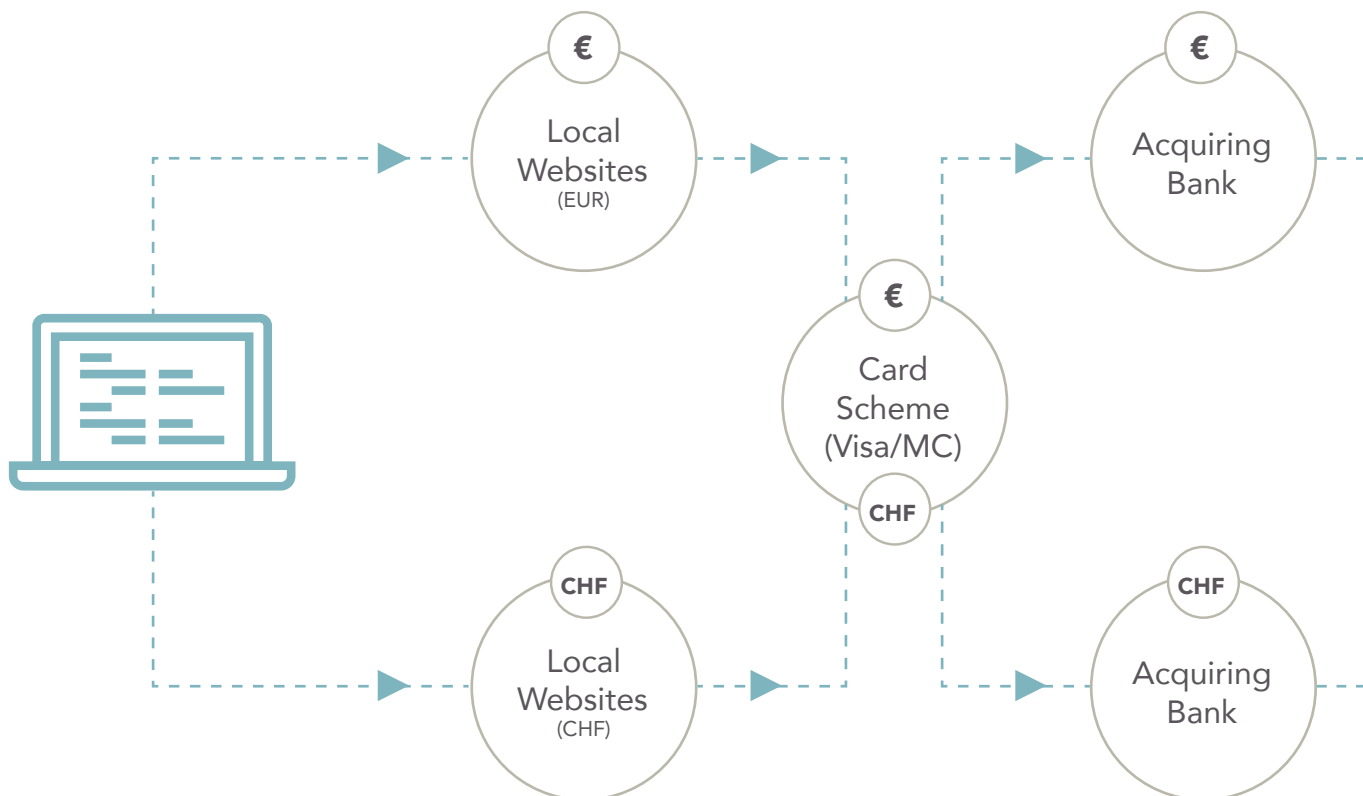 €
Local
Websites
(EUR)
€
Acquiring
Bank
€
Card
Scheme
(Visa/MC)
CHF
CHF
Local
Websites
(CHF)
CHF
Acquiring
Bank